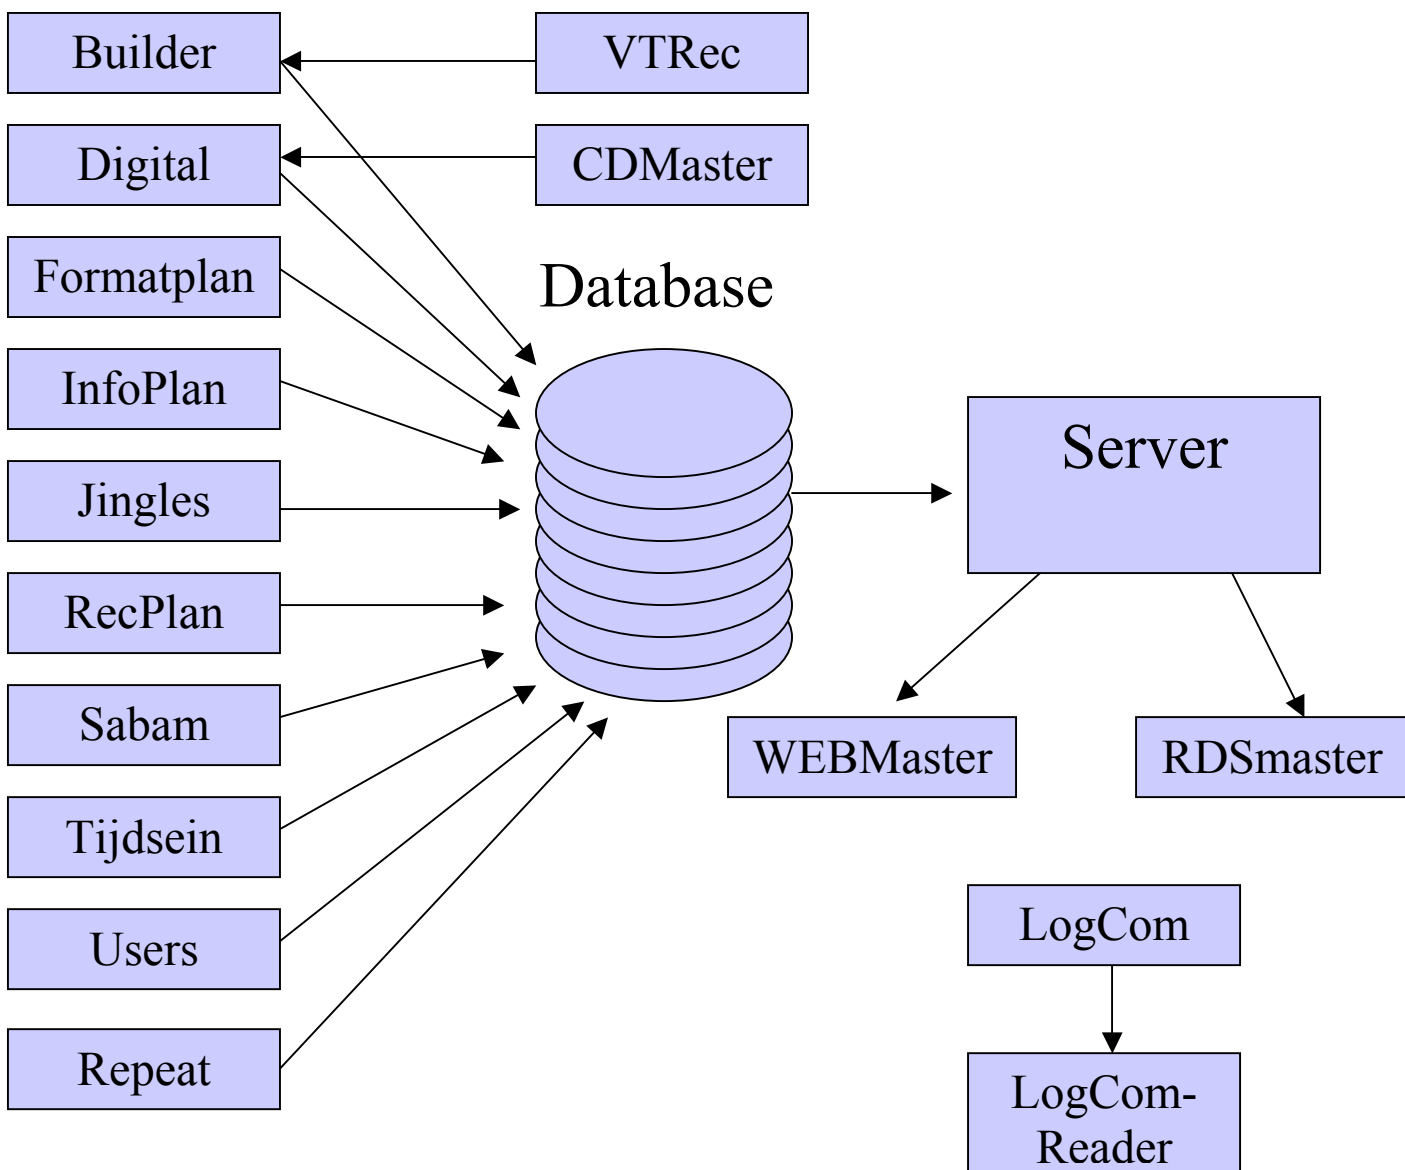 Builder
VTRec
Digital
CDMaster
Formatplan
Database
InfoPlan
Server
Jingles
RecPlan
Sabam
WEBMaster
RDSmaster
Tijdsein
Users
LogCom
Repeat
LogCom-
Reader